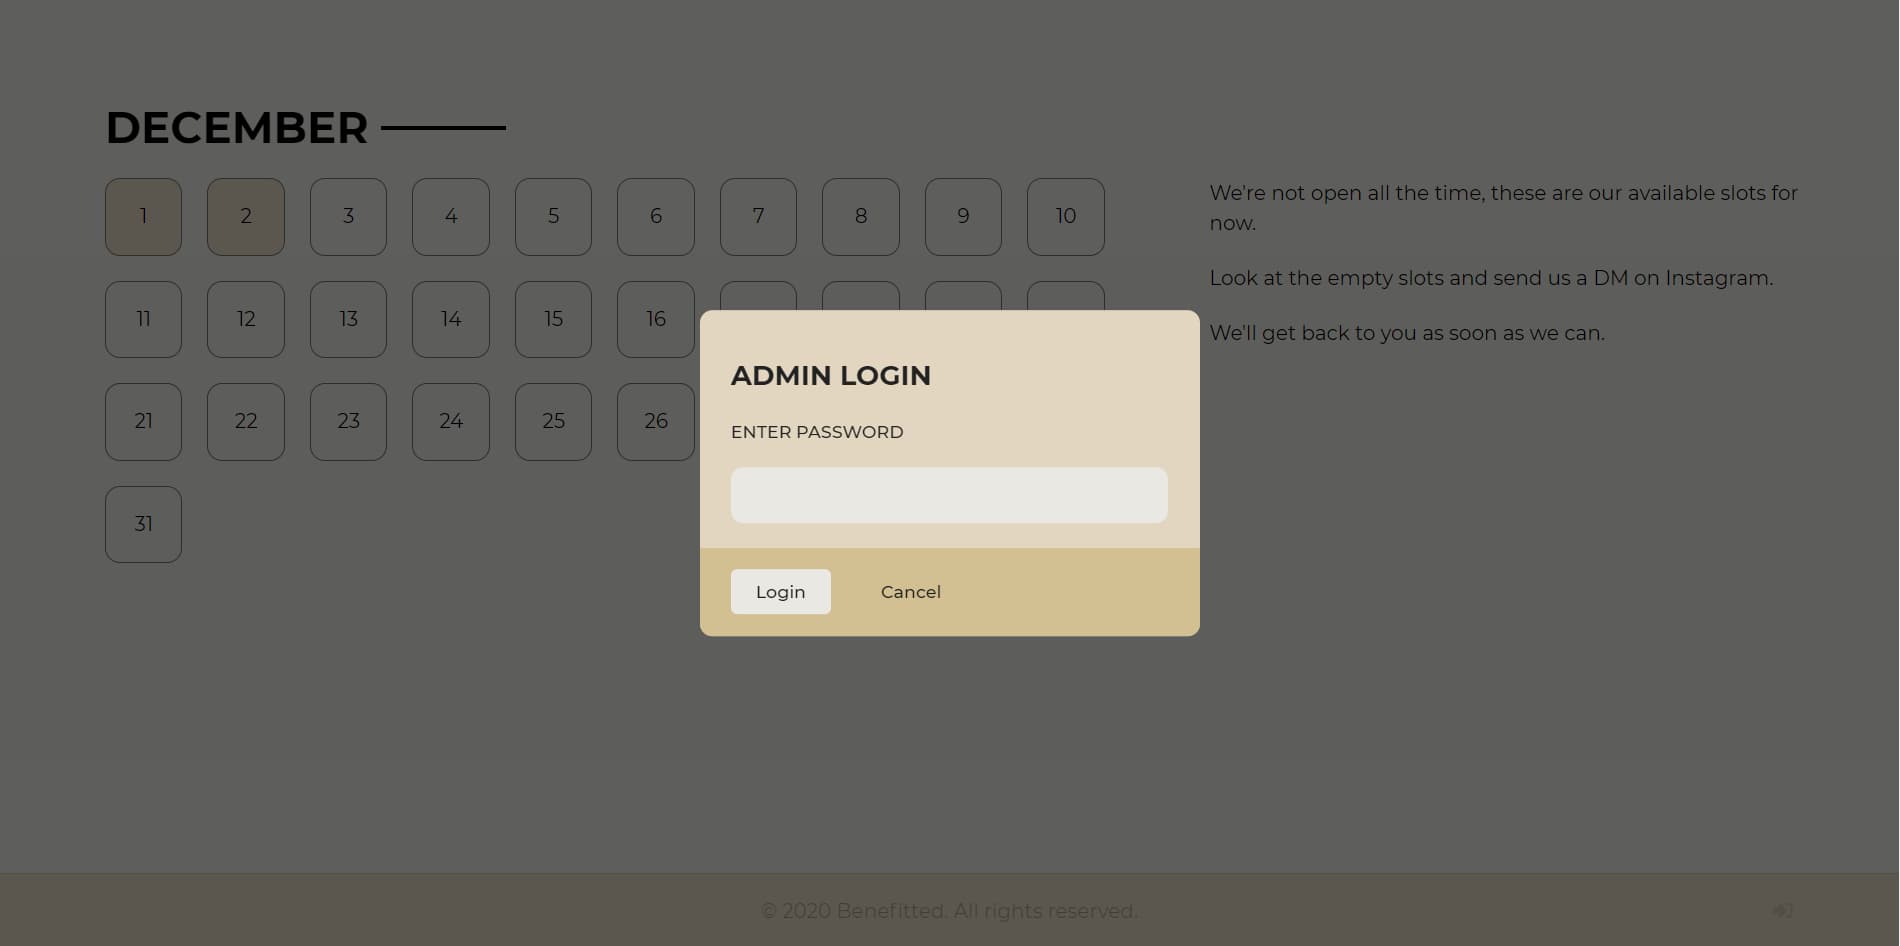 DECEMBER
1 2 3 4 5 6 7 8 9 10
11 12 13 14 15 16
21 22 23 24 25 26
31
We're not open all the time, these are our available slots for
now.
Look at the empty slots and send us a DM on Instagram.
We'll get back to you as soon as we can.
ADMIN LOGIN
ENTER PASSWORD
Login Cancel
© 2020 Benefitted. All rights reserved.